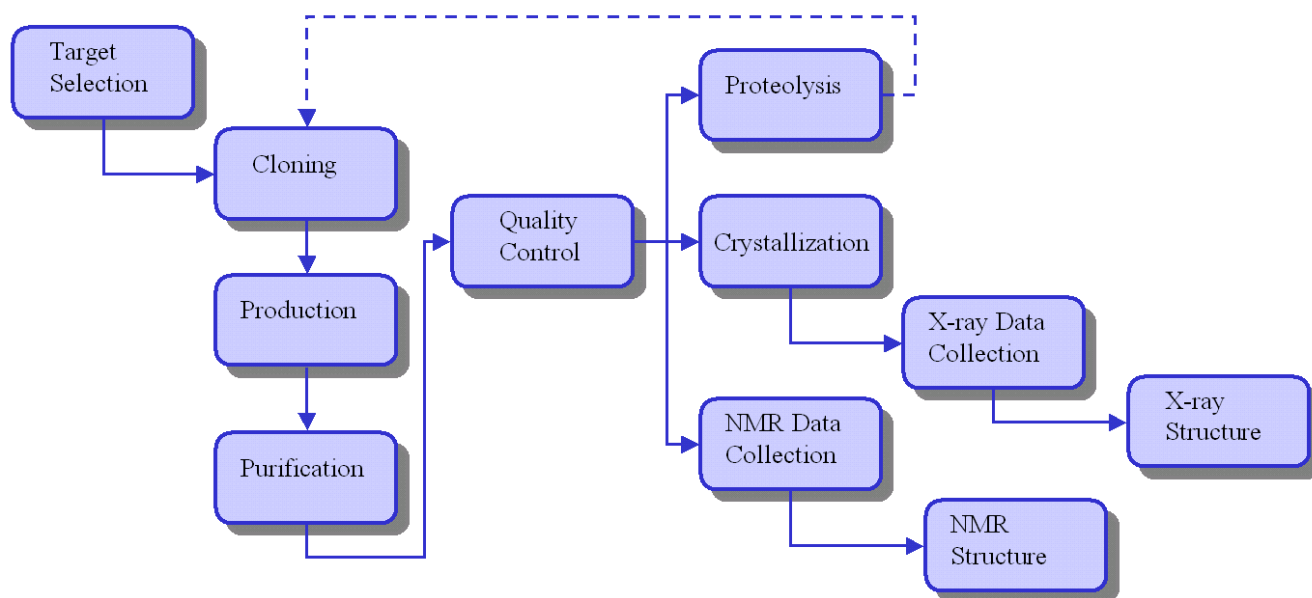 Target
Selection
Cloning
Production
Purification
Quality
Control
Proteolysis
Crystallization
X-ray Data
Collection
X-ray
Structure
NMR Data
Collection
NMR
Structure